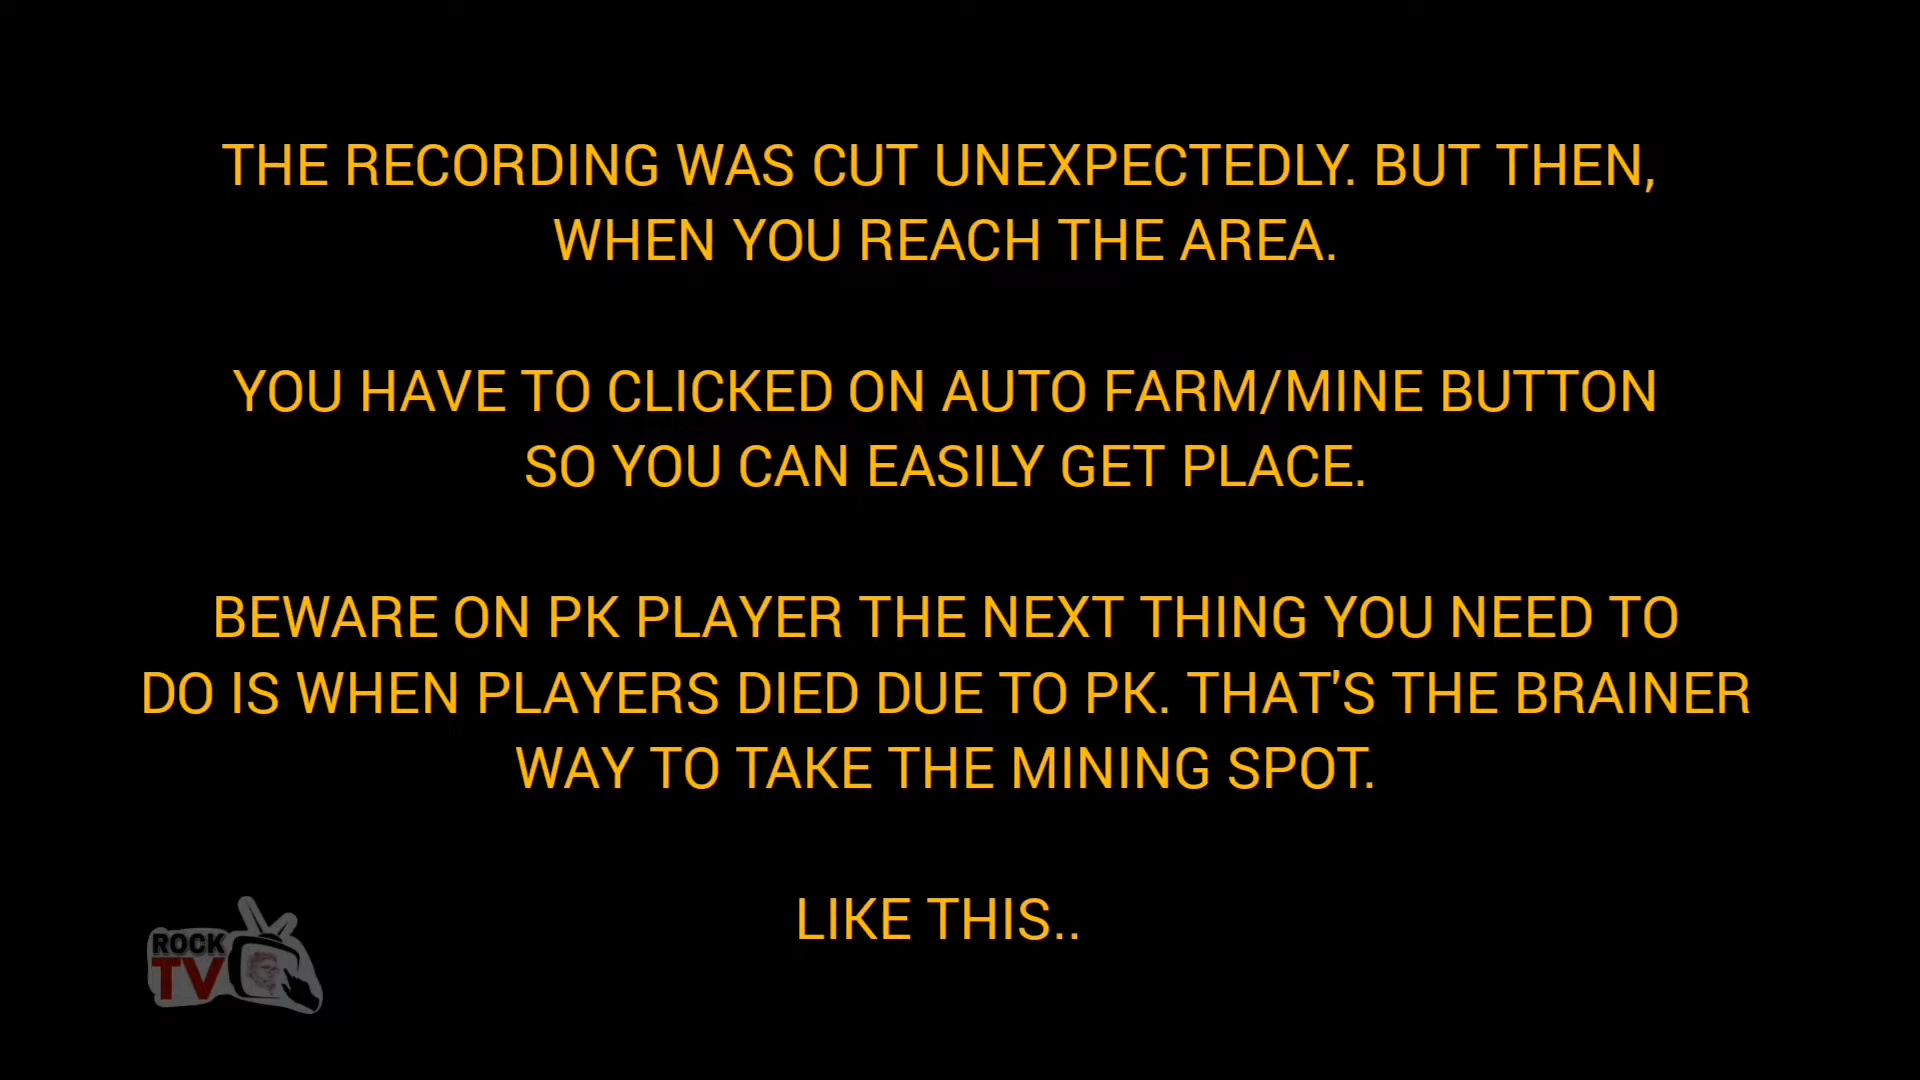 THE RECORDING WAS CUT UNEXPECTEDLY. BUT THEN,
WHEN YOU REACH THE AREA.
YOU HAVE TO CLICKED ON AUTO FARM/MINE BUTTON
SO YOU CAN EASILY GET PLACE.
BEWARE ON PK PLAYER THE NEXT THING YOU NEED TO
DO IS WHEN PLAYERS DIED DUE TO PK. THAT'S THE BRAINER
WAY TO TAKE THE MINING SPOT.
LIKE THIS..
ROCK
TV